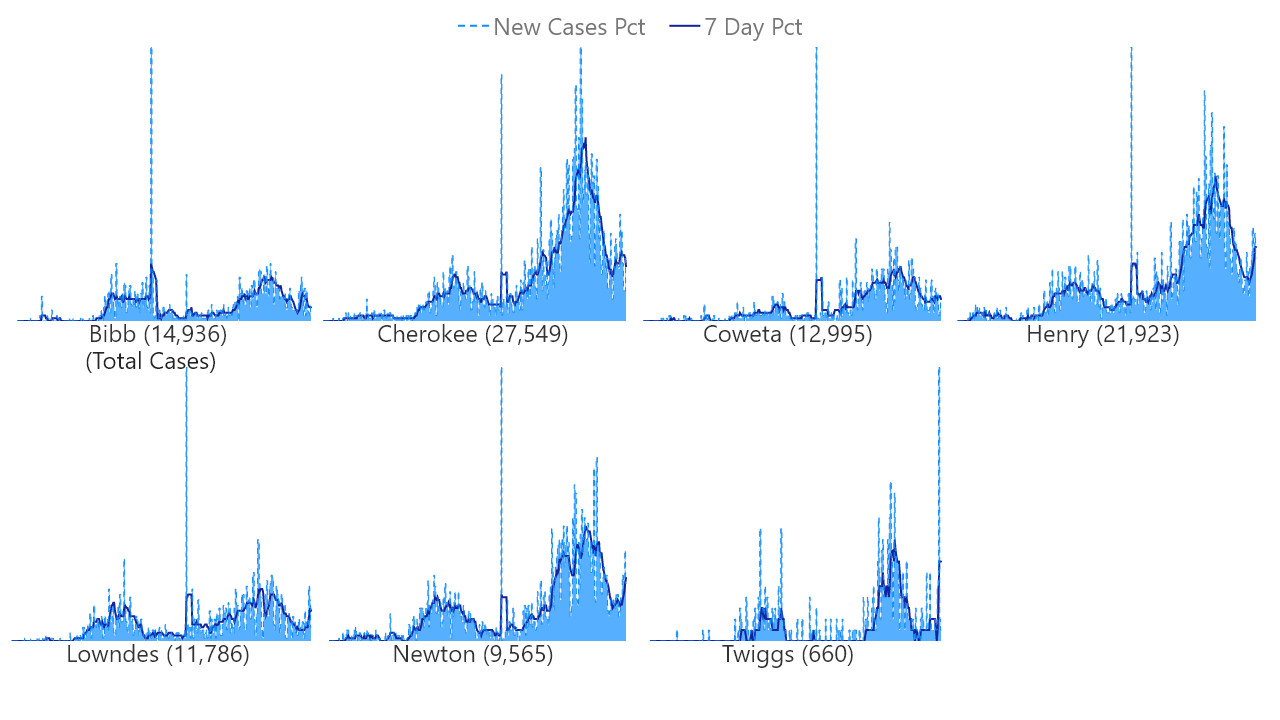 New Cases Pct 7 Day Pct
Bibb (14,936) Cherokee (27,549) Coweta (12,995) Henry (21,923)
(Total Cases)
Lowndes (11,786) Newton (9,565) Twiggs (660)